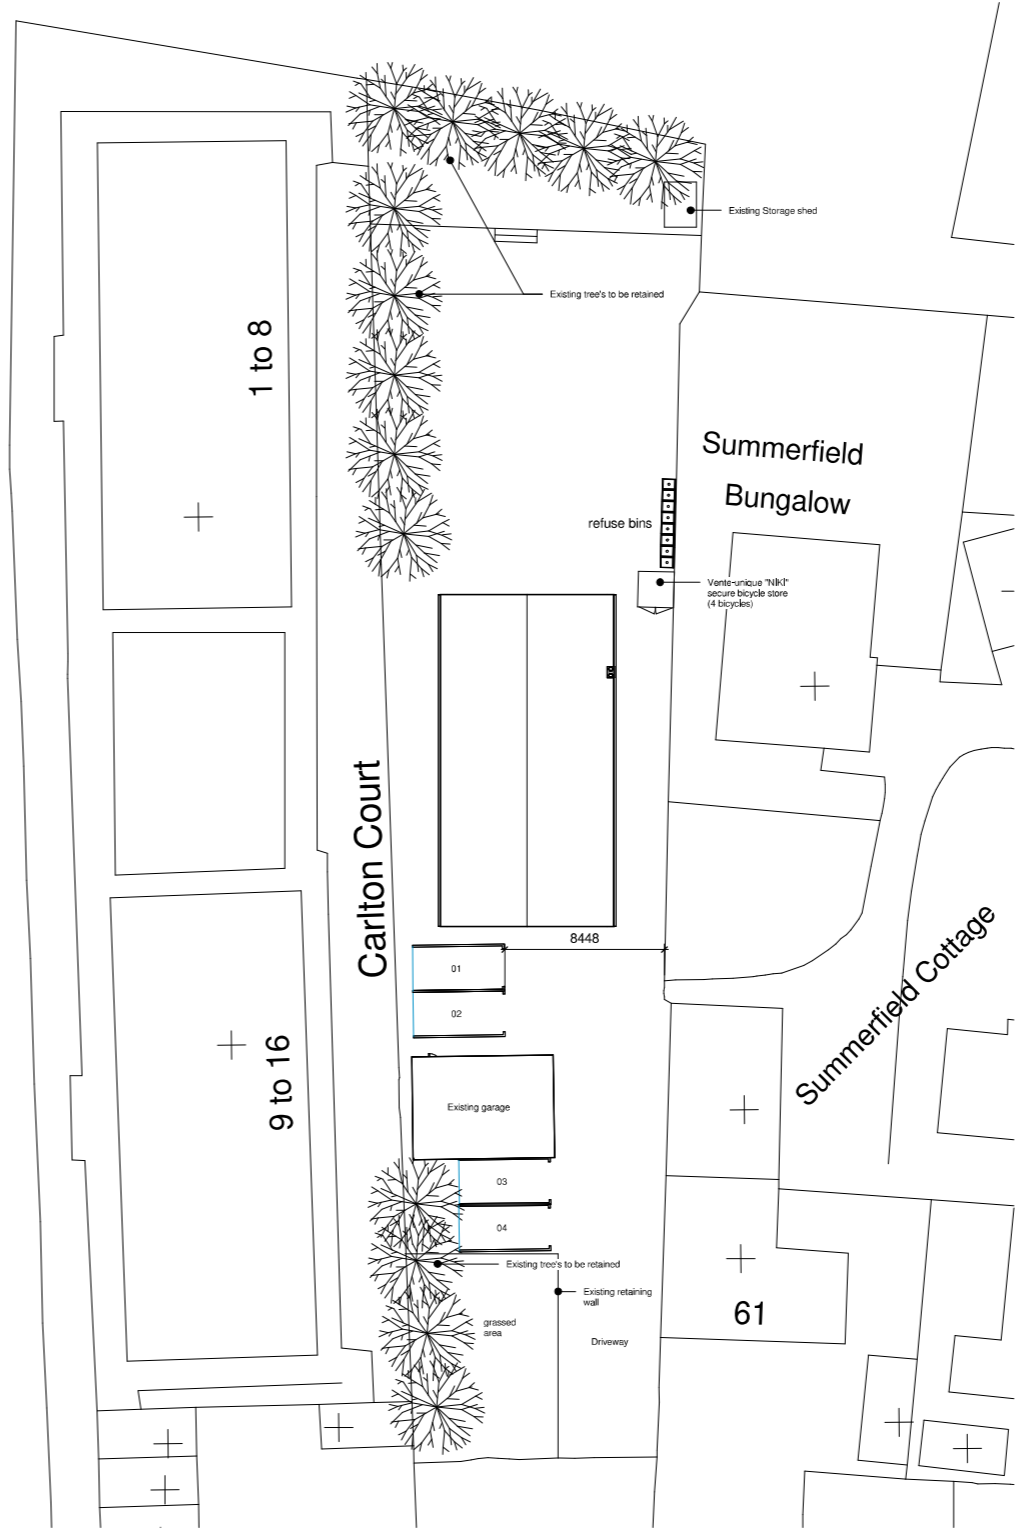 Existing Storage shed
Existing tree's to be retained
1 to 8
Summerfield
Bungalow
refuse bins
Vente-unique "NIKI"
secure bicycle store
(4 bicycles)
Carlton Court
8448
01
02
Summerfield Cottage
9 to 16
Existing garage
03
04
Existing tree's to be retained
Existing retaining
wall
61
grassed
area
Driveway